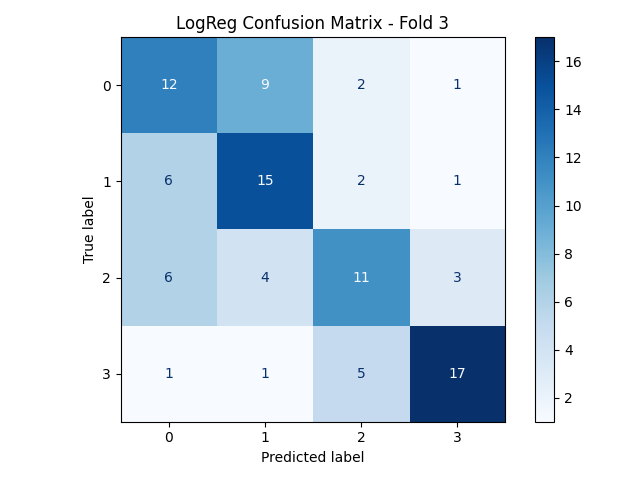 LogReg Confusion Matrix - Fold 3
0 12 9 2 1
1 6 15 2 1
2 6 4 11 3
3 1 1 5 17
0 1 2 3
True label
Predicted label
16
14
12
10
8
6
4
2